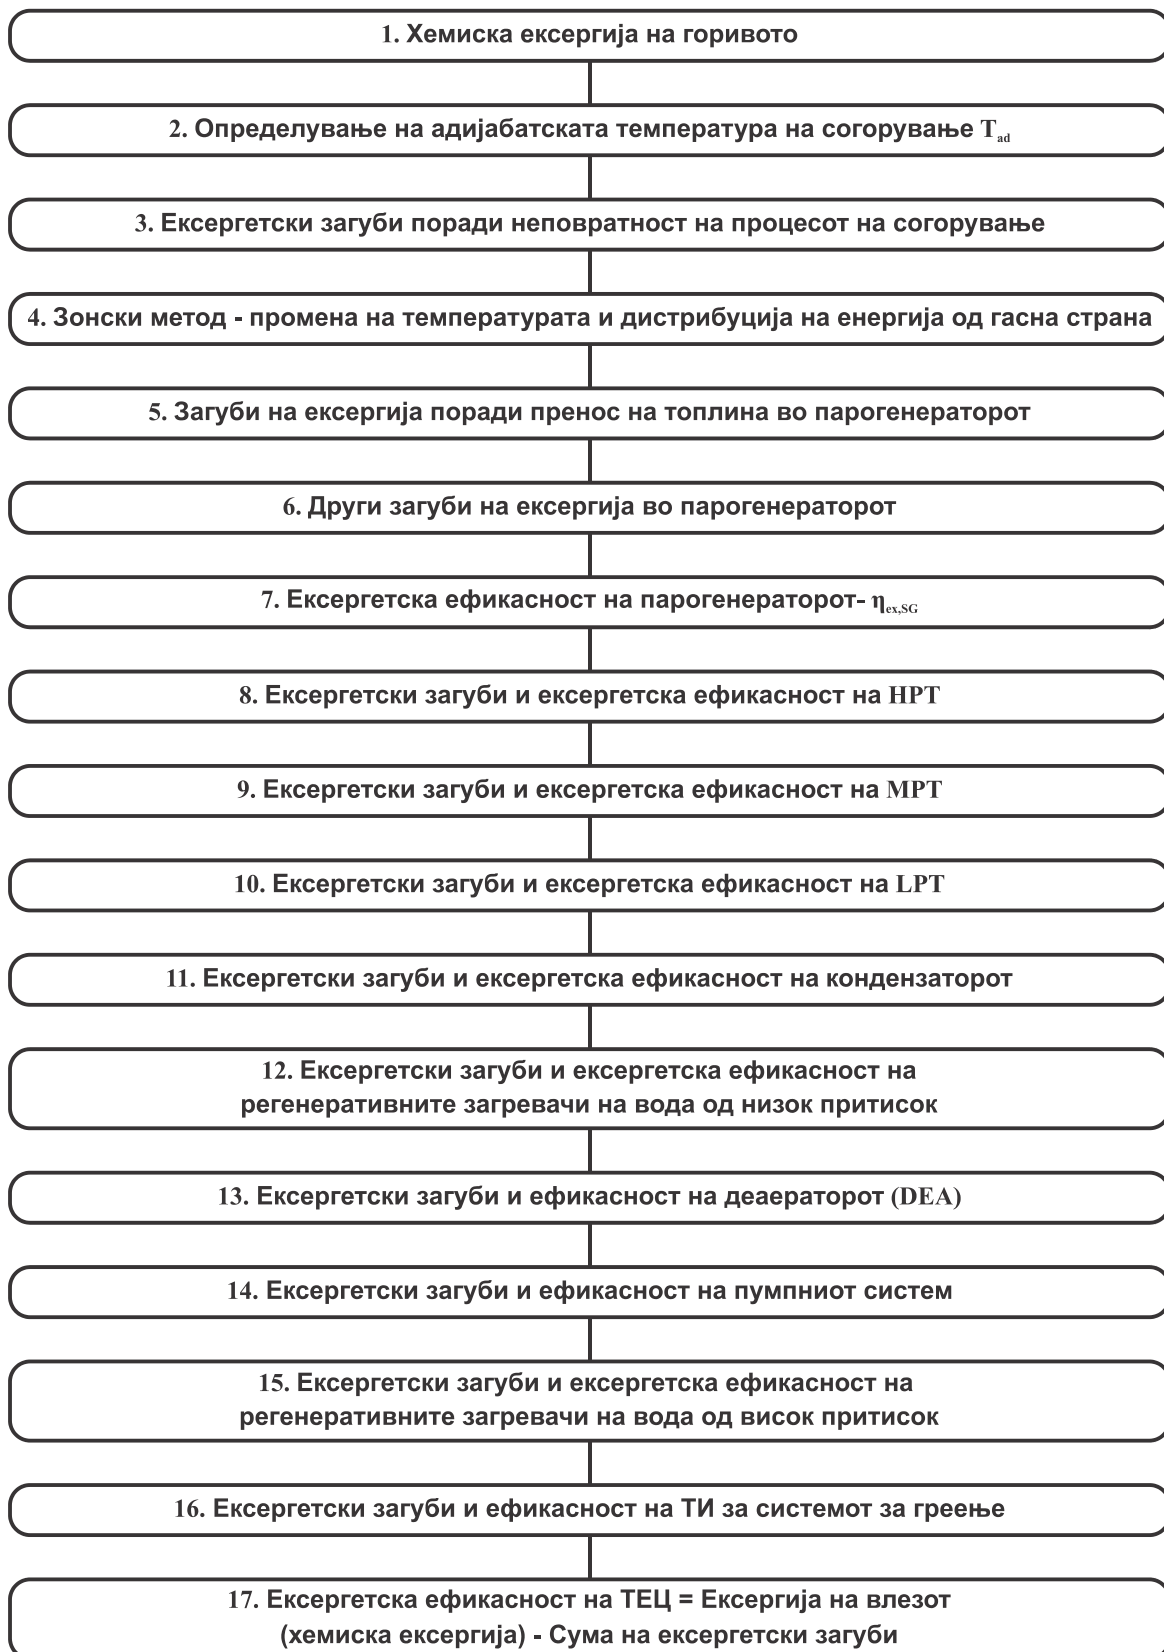 1. Хемиска ексергија на горивото
2. Определување на адијабатската температура на согорување T_ad
3. Ексергетски загуби поради неповратност на процесот на согорување
4. Зонски метод - промена на температурата и дистрибуција на енергија од гасна страна
5. Загуби на ексергија поради пренос на топлина во парогенераторот
6. Други загуби на ексергија во парогенераторот
7. Ексергетска ефикасност на парогенераторот- η_ex,SG
8. Ексергетски загуби и ексергетска ефикасност на HPT
9. Ексергетски загуби и ексергетска ефикасност на MPT
10. Ексергетски загуби и ексергетска ефикасност на LPT
11. Ексергетски загуби и ексергетска ефикасност на кондензаторот
12. Ексергетски загуби и ексергетска ефикасност на
регенеративните загревачи на вода од низок притисок
13. Ексергетски загуби и ефикасност на деаераторот (DEA)
14. Ексергетски загуби и ефикасност на пумпниот систем
15. Ексергетски загуби и ексергетска ефикасност на
регенеративните загревачи на вода од висок притисок
16. Ексергетски загуби и ефикасност на ТИ за системот за греење
17. Ексергетска ефикасност на ТЕЦ = Ексергија на влезот
(хемиска ексергија) - Сума на ексергетски загуби